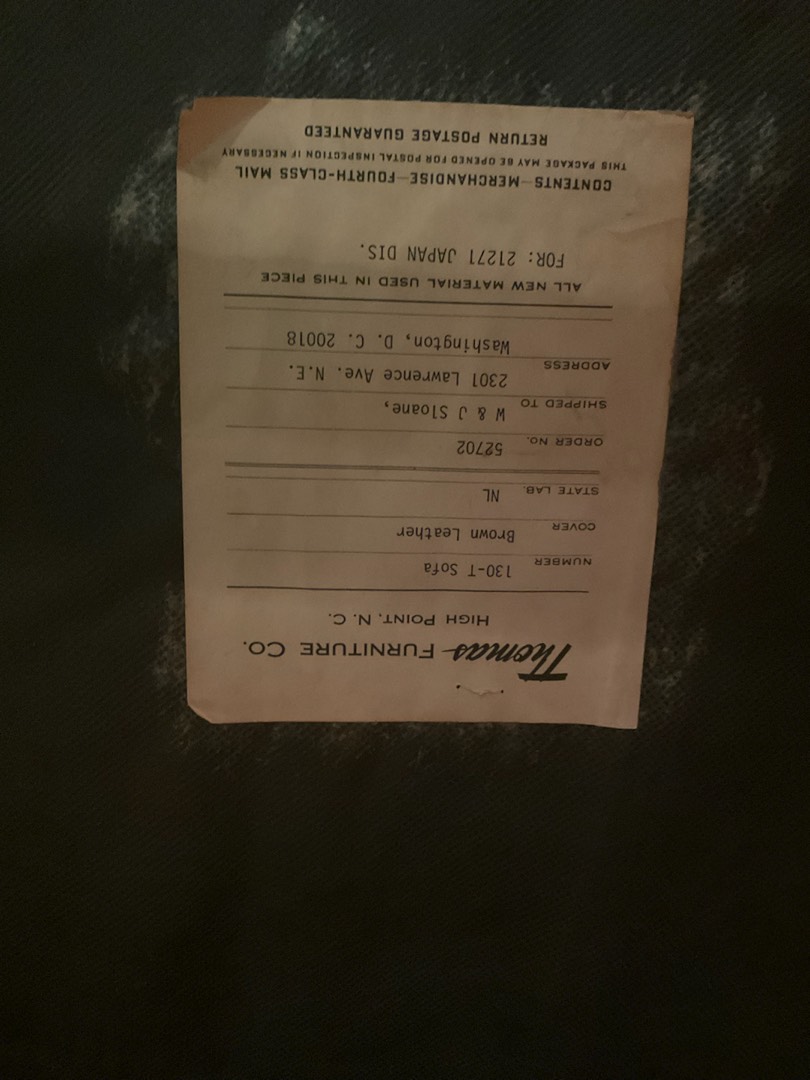 Thomas FURNITURE CO.
HIGH POINT, N. C.
NUMBER 130-T Sofa
COVER Brown Leather
STATE LAB. NL
ORDER No. 52702
SHIPPED TO W & J Sloane,
2301 Lawrence Ave. N.E.
ADDRESS
Washington, D. C. 20018
ALL NEW MATERIAL USED IN THIS PIECE
FOR: 21271 JAPAN DIS.
CONTENTS—MERCHANDISE—FOURTH-CLASS MAIL
THIS PACKAGE MAY BE OPENED FOR POSTAL INSPECTION IF NECESSARY
RETURN POSTAGE GUARANTEED